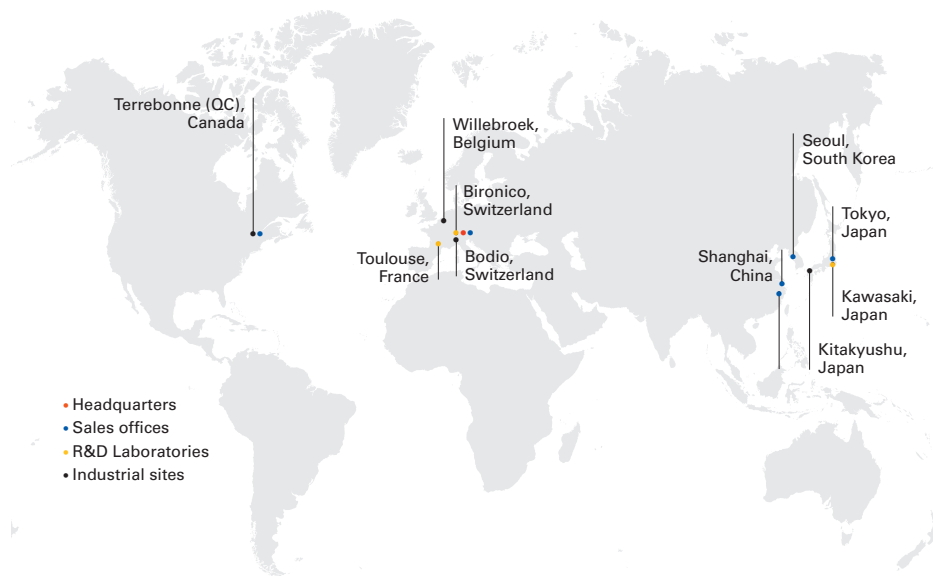 Terrebonne (QC),
Canada
Willebroek,
Belgium
Bironico,
Switzerland
Toulouse,
France
Bodio,
Switzerland
Seoul,
South Korea
Tokyo,
Japan
Shanghai,
China
Kawasaki,
Japan
Kitakyushu,
Japan
Headquarters
Sales offices
R&D Laboratories
Industrial sites